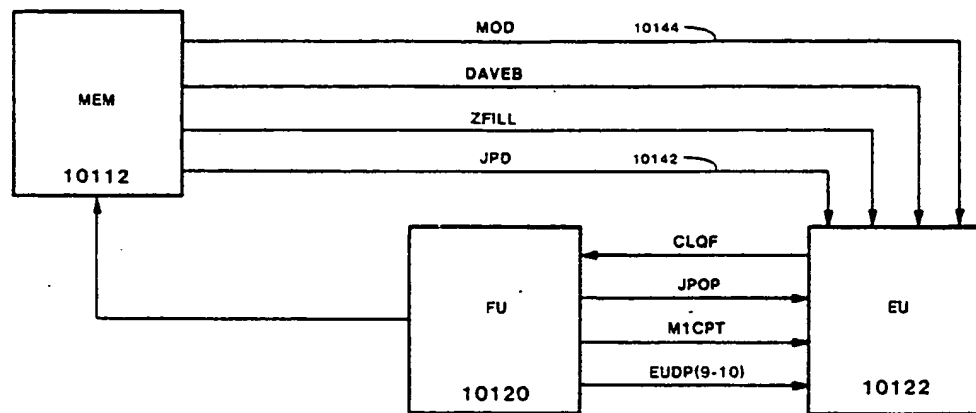 MOD 10144
MEM
DAVEB
ZFILL
10112
JPD 10142
CLQF
FU
JPOP
EU
M1CPT
EUDP(9-10)
10120
10122